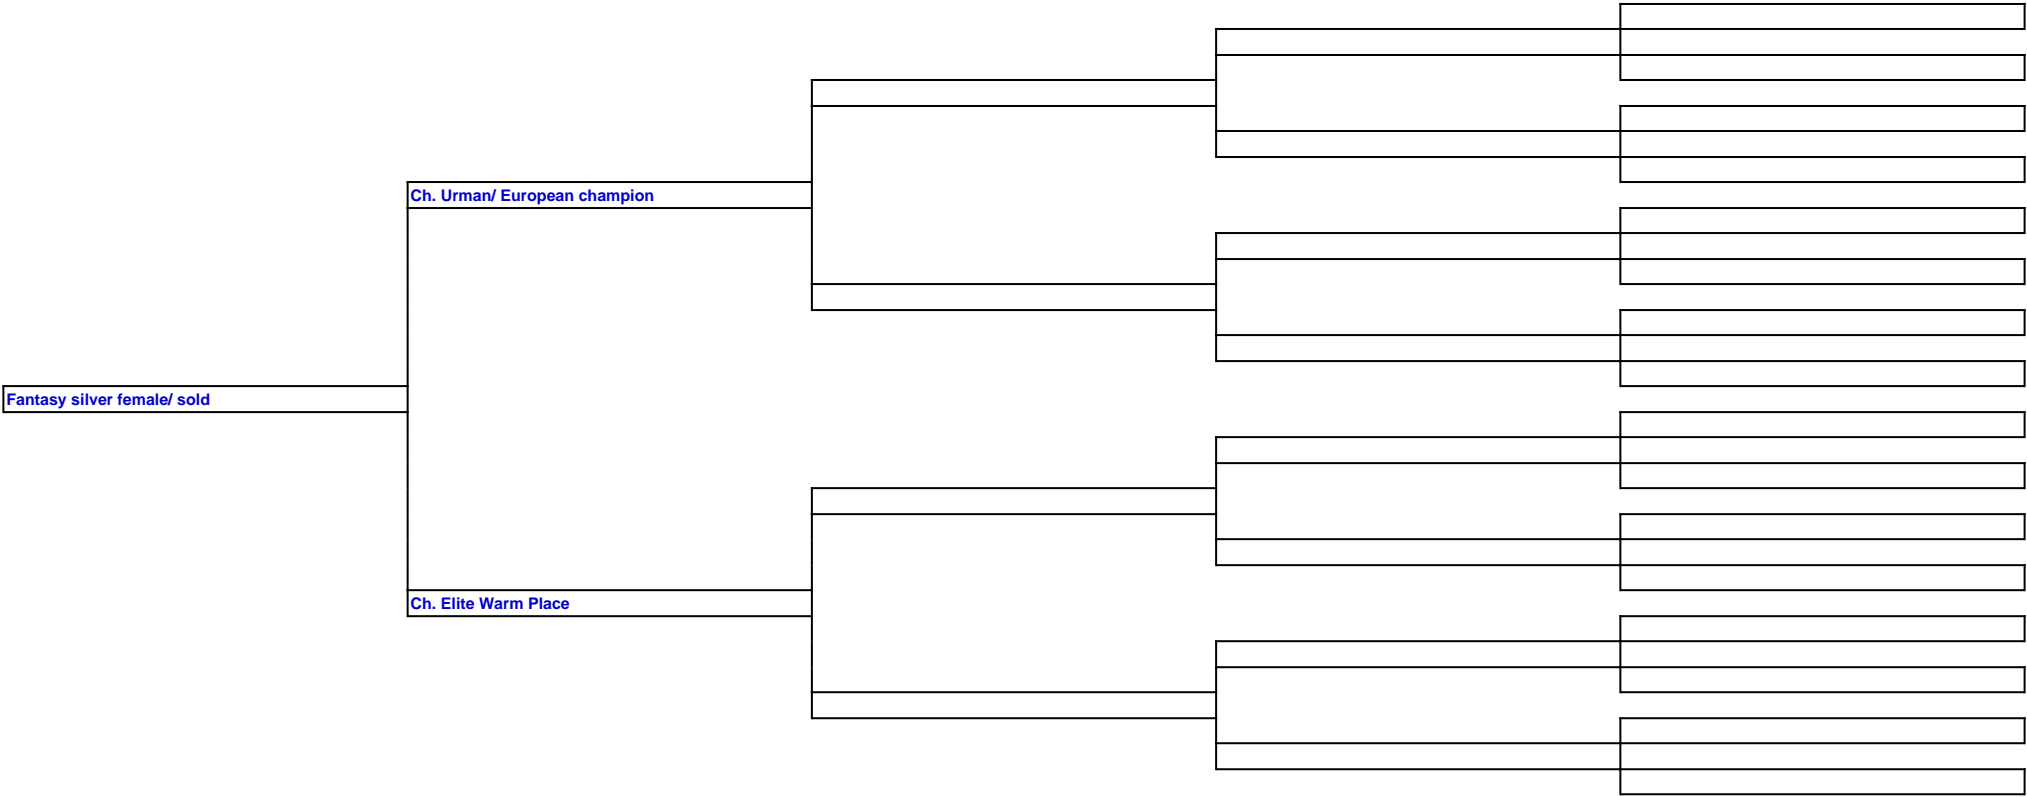 Ch. Urman/ European champion
Fantasy silver female/ sold
Ch. Elite Warm Place